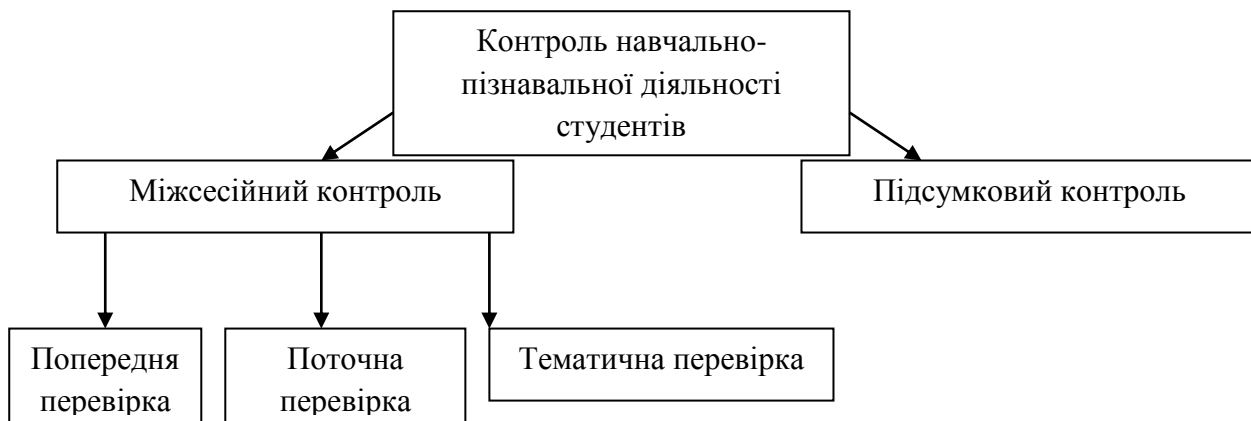 Контроль навчально-
пізнавальної діяльності
студентів
Міжсесійний контроль
Підсумковий контроль
Попередня
перевірка
Поточна
перевірка
Тематична перевірка